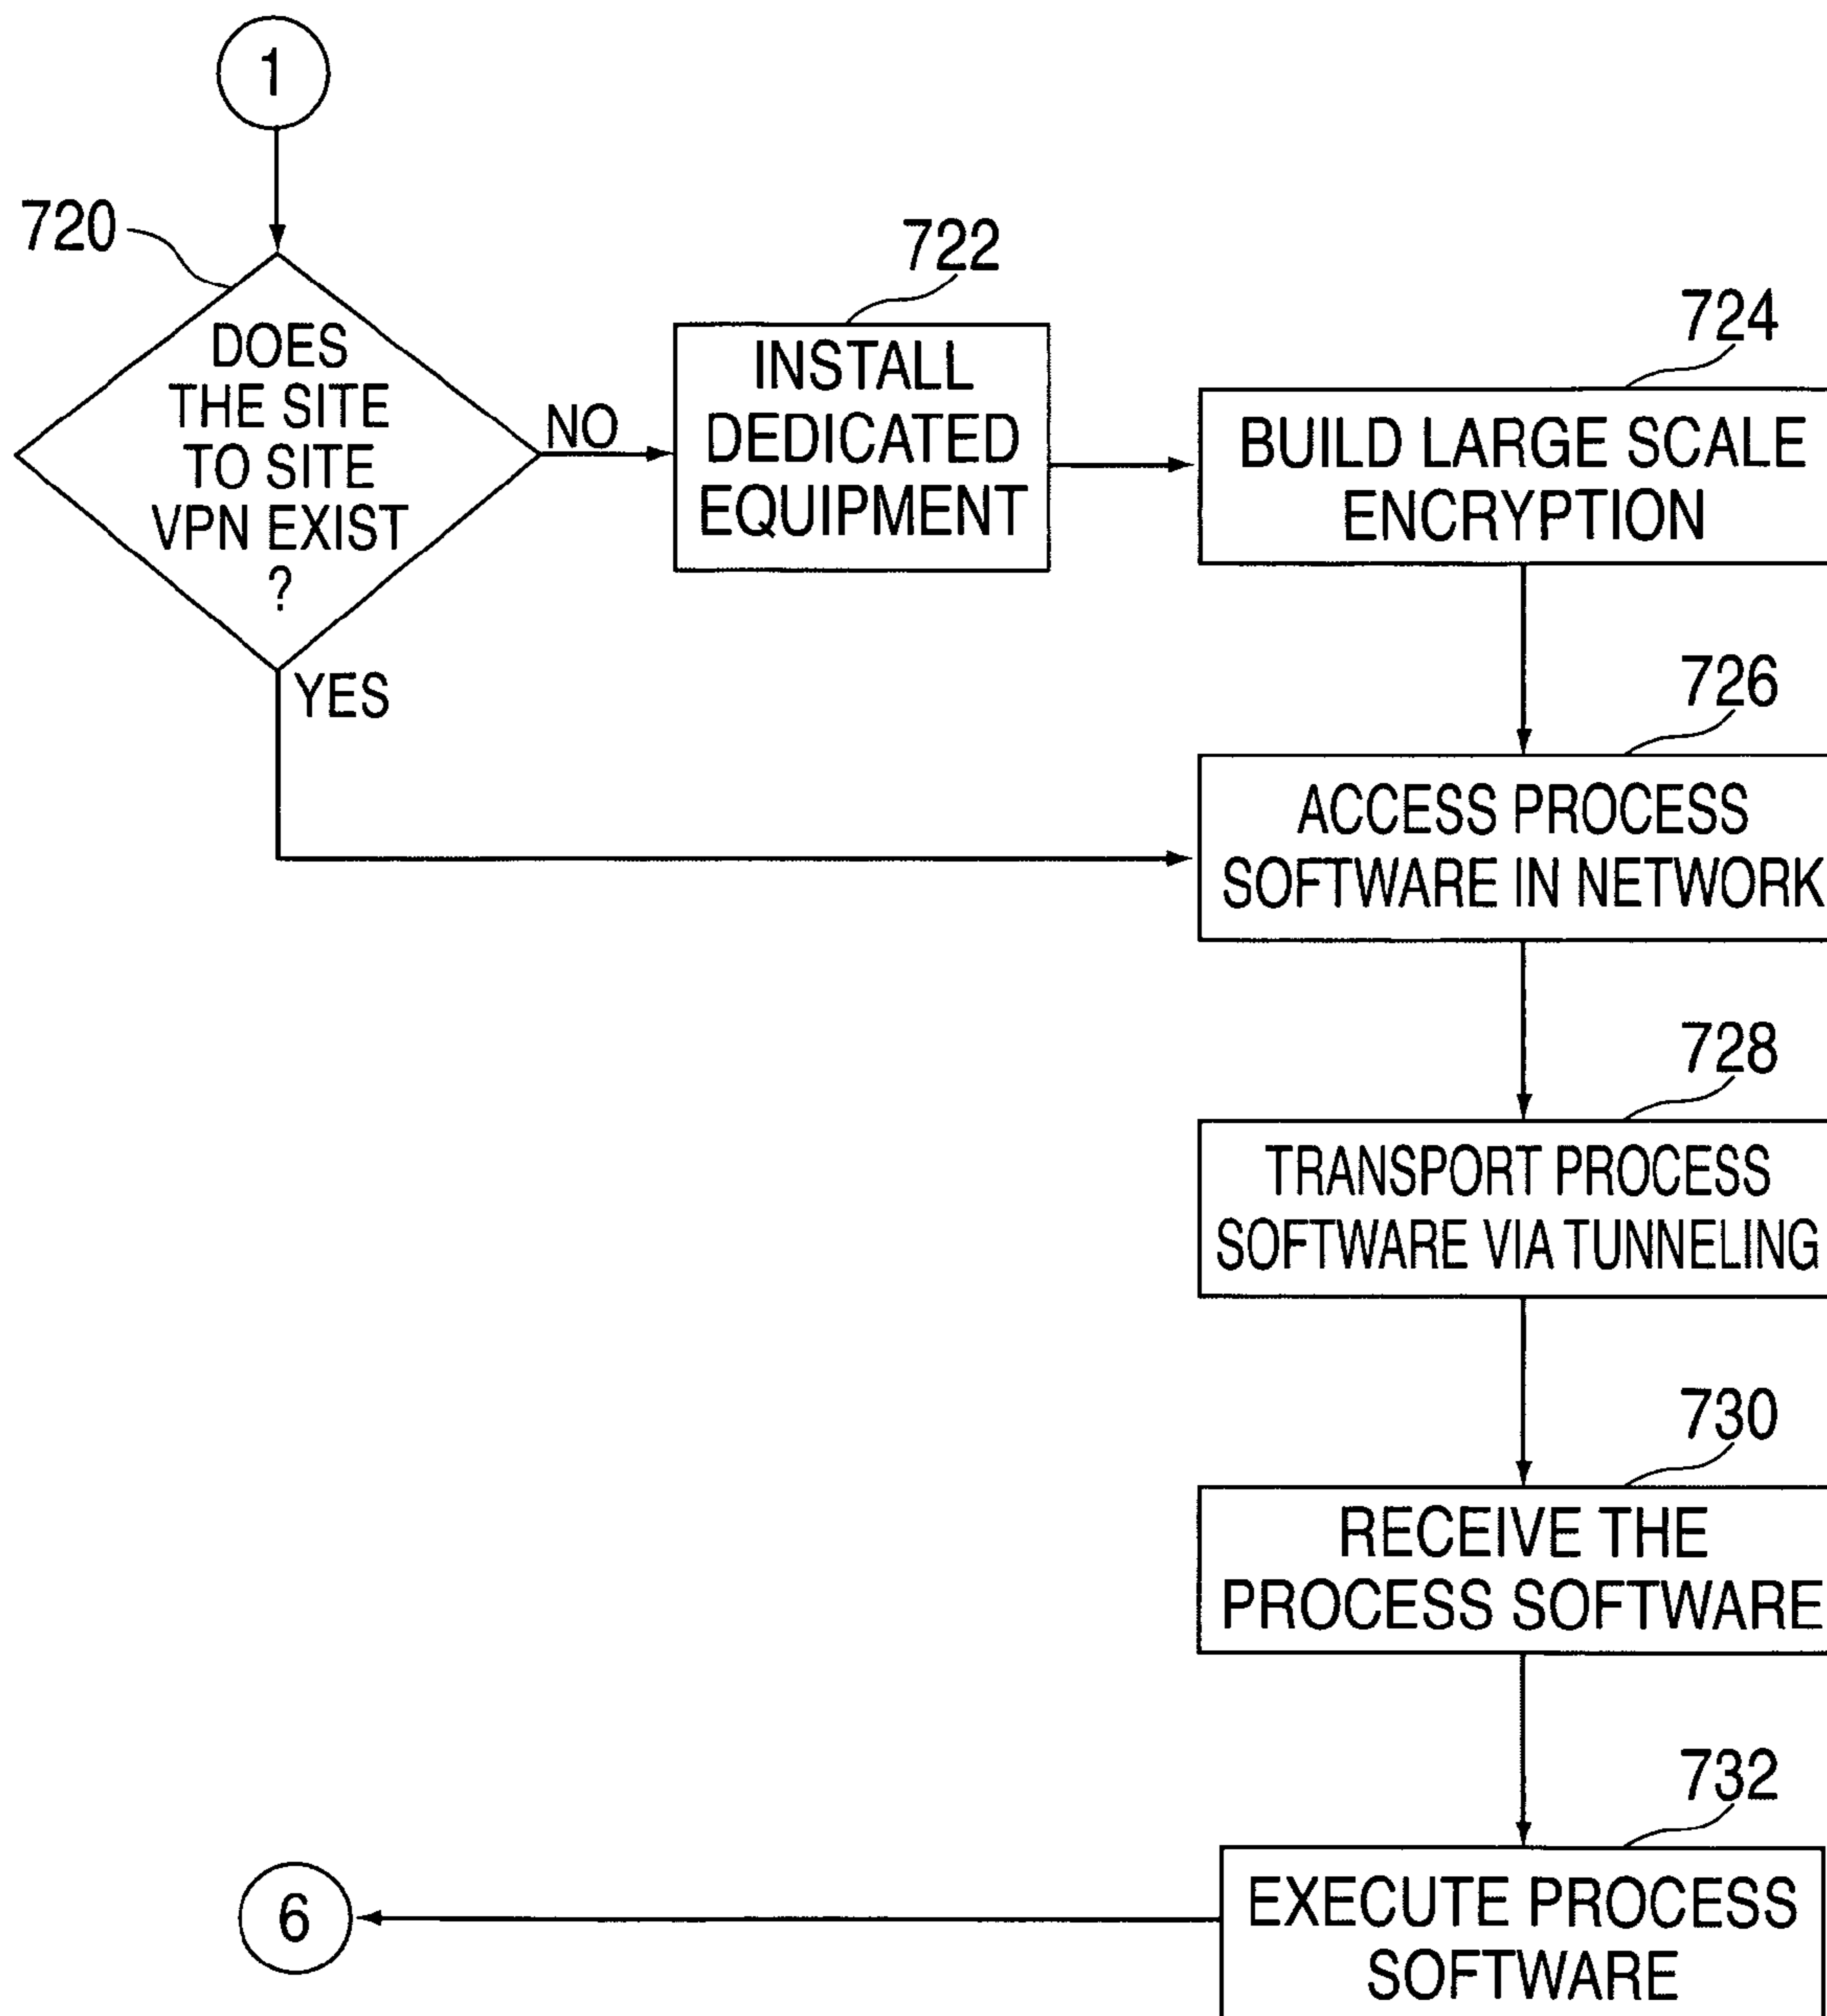 1
720
DOES
THE SITE
TO SITE
VPN EXIST
?
NO
YES
722
INSTALL
DEDICATED
EQUIPMENT
724
BUILD LARGE SCALE
ENCRYPTION
726
ACCESS PROCESS
SOFTWARE IN NETWORK
728
TRANSPORT PROCESS
SOFTWARE VIA TUNNELING
730
RECEIVE THE
PROCESS SOFTWARE
732
EXECUTE PROCESS
SOFTWARE
6